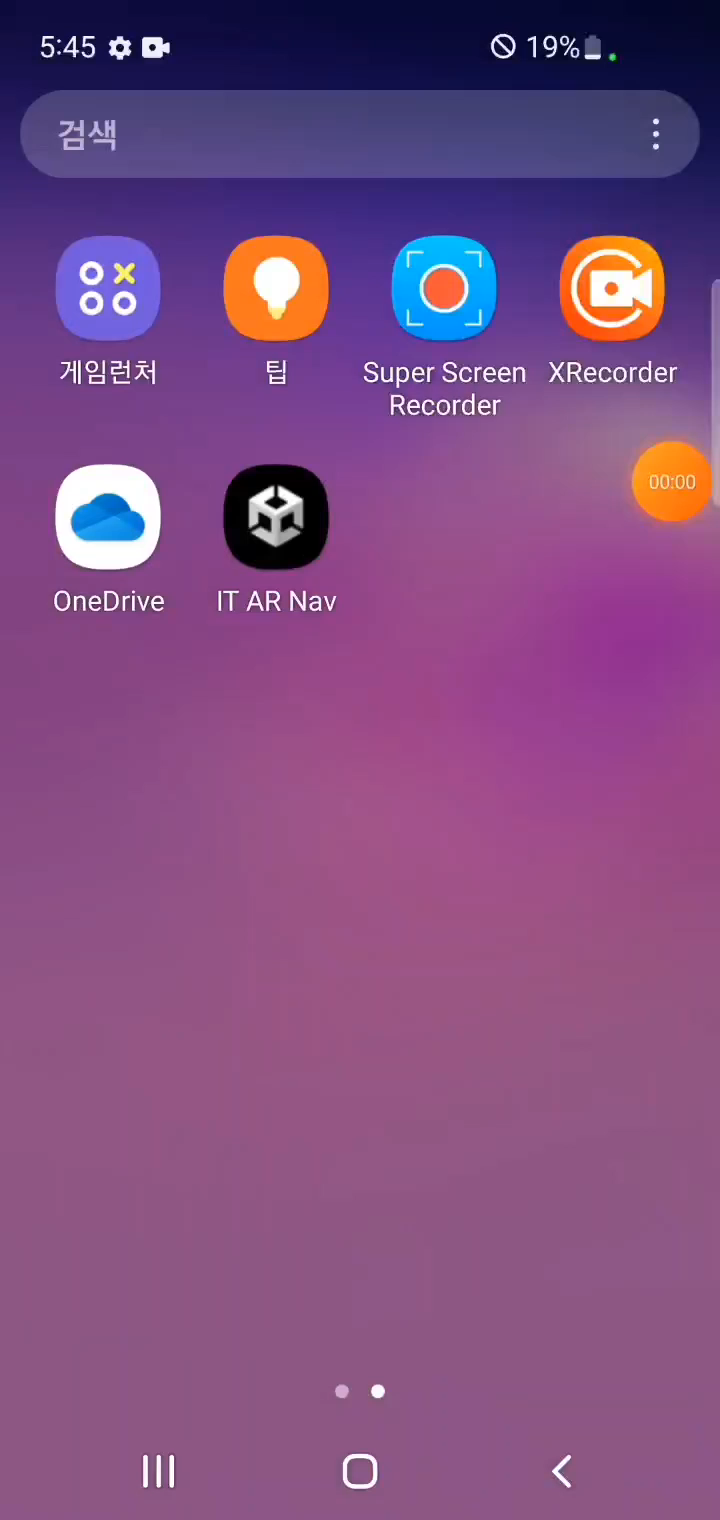 5:45 19%
검색
게임런처 팁 Super Screen Recorder XRecorder
00:00
OneDrive IT AR Nav